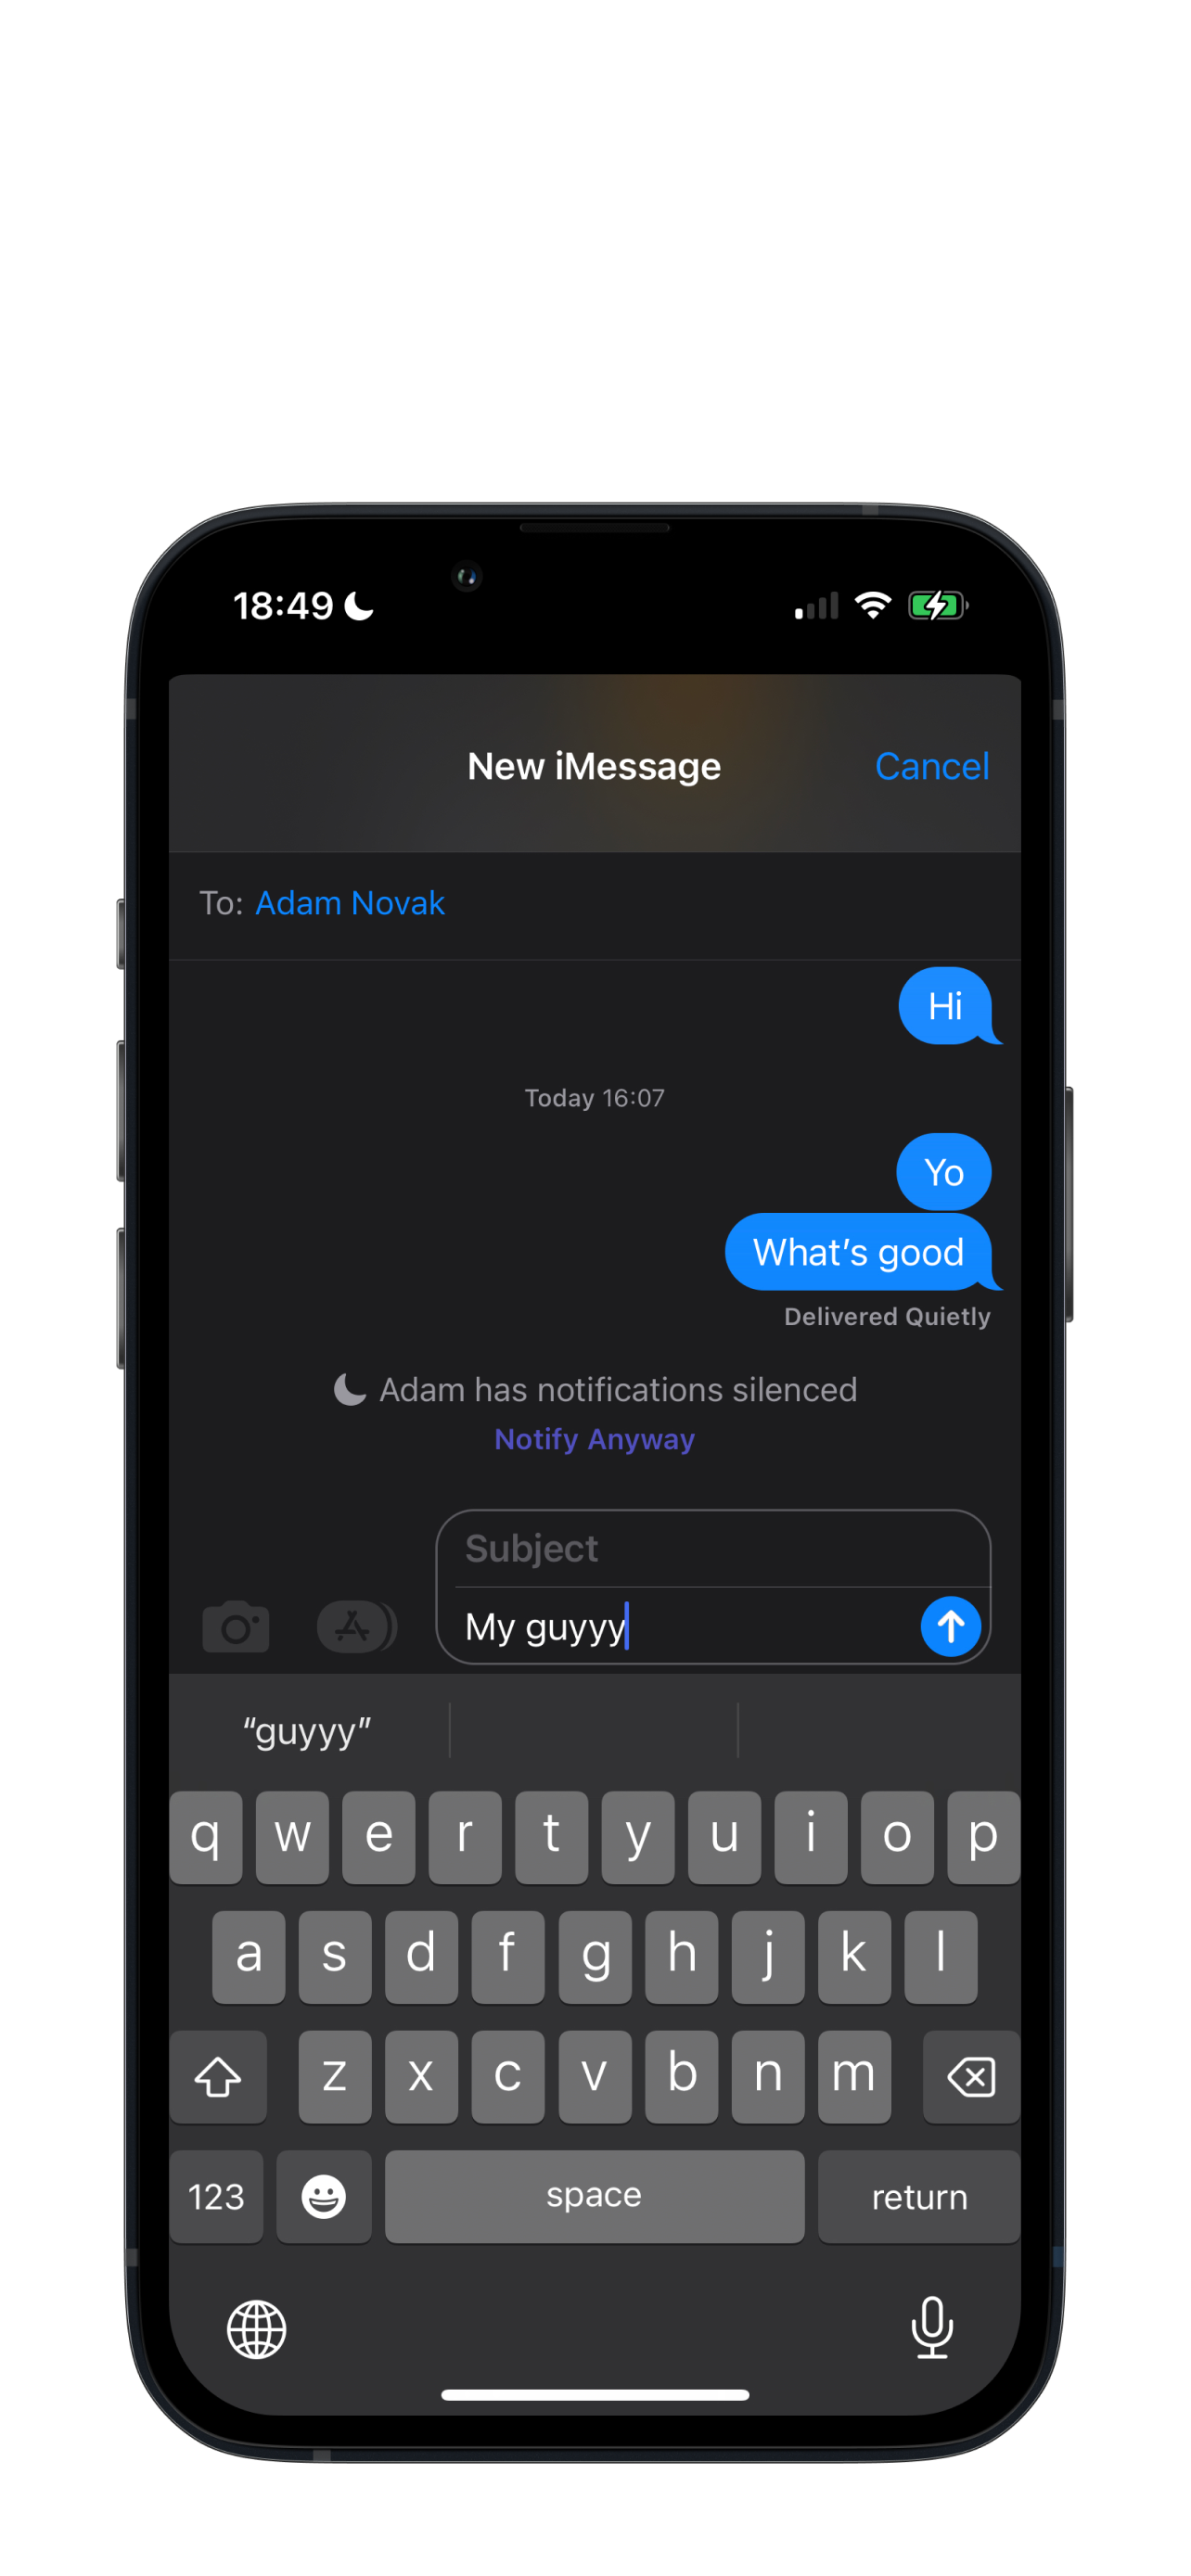 18:49
New iMessage Cancel
To: Adam Novak
Hi
Today 16:07
Yo
What’s good
Delivered Quietly
Adam has notifications silenced
Notify Anyway
Subject
My guyyy
“guyyy”
q w e r t y u i o p
a s d f g h j k l
z x c v b n m
123 space return